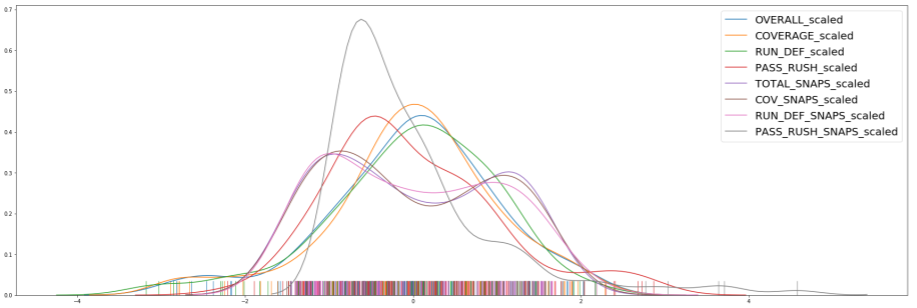 0.7
0.6
0.5
0.4
0.3
0.2
0.1
0.0
−4
−2
0
2
4
OVERALL_scaled
COVERAGE_scaled
RUN_DEF_scaled
PASS_RUSH_scaled
TOTAL_SNAPS_scaled
COV_SNAPS_scaled
RUN_DEF_SNAPS_scaled
PASS_RUSH_SNAPS_scaled